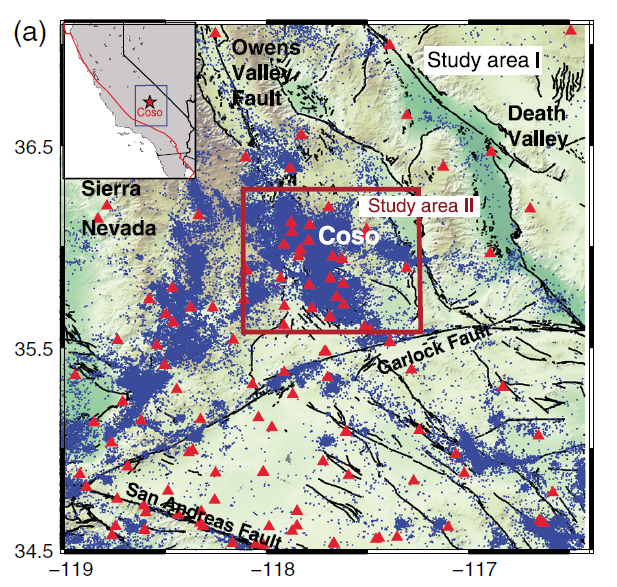 (a)
Owens
Valley
Fault
Study area I
Death
Valley
Coso
36.5
Sierra
Nevada
Study area II
Coso
35.5
Garlock Fault
San Andreas Fault
34.5
−119
−118
−117